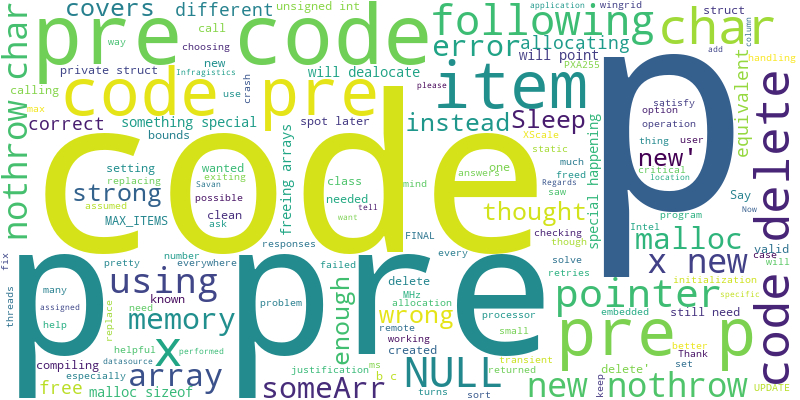 covers
different
unsigned int
application
wingrid
struct
pre code
call
way
choosing
following
char
column
nothrow char
private struct
new
Infragistics
error
allocating
will point
add
handling
calling
will dealocate
PXA255
code pre
use
crash
please
item
satisfy
option
equivalent
max
something special
spot later
instead
Sleep
operation
correct
bounds
XScale
thing
user
code
p
new'
setting
wanted
freeing arrays
static
special happening
critical
location
replacing
exiting
class
one
much
strong
Savan
mind
answers
freed
code delete
assumed
possible
needed
Regards
saw
MAX_ITEMS
clean
tell
thought
Say
ask
want
program
Now
FINAL
checking
Intel
malloc
valid
responses
though
fix
number
every
solve
x new
case
pretty
everywhere
failed
retries
will
p
pre
using
delete
MHz
pointer
initialization
threads
many
known
enough
allocation
processor
embedded
specific
assigned
problem
replace
memory
need
wrong
small
still need
help
x
remote
working
pre p
better
compiling
helpful
performed
created
transient
Thank
datasource
array
justification
ms
NULL
returned
delete'
set
especially
free
someArr
b c
new nothrow
keep
UPDATE
malloc sizeof
turns
sort